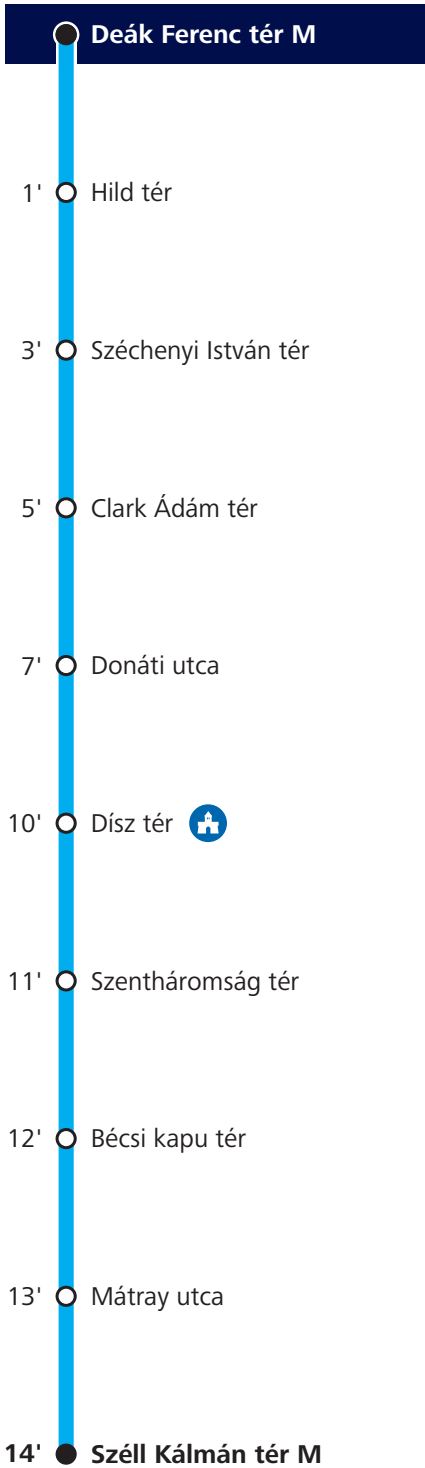 Deák Ferenc tér M
1' Hild tér
3' Széchenyi István tér
5' Clark Ádám tér
7' Donáti utca
10' Dísz tér
11' Szentháromság tér
12' Bécsi kapu tér
13' Mátray utca
14' Széll Kálmán tér M